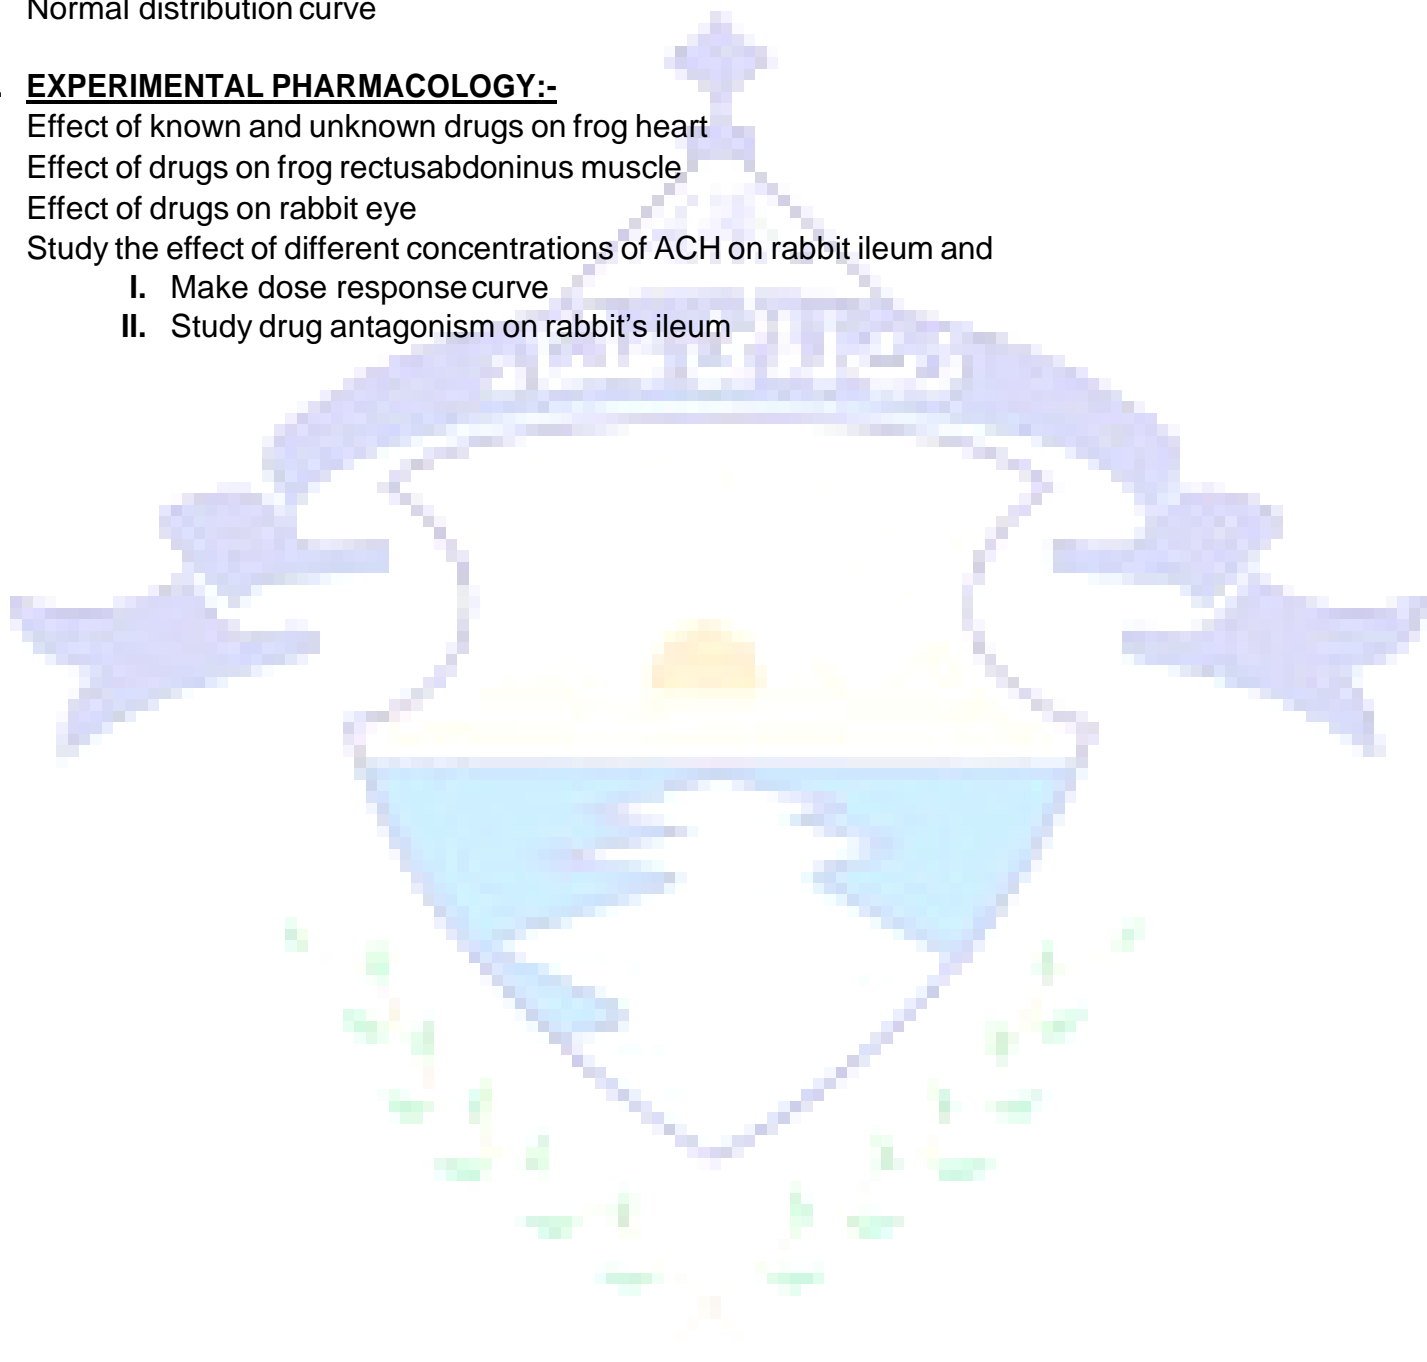 Normal distribution curve
. EXPERIMENTAL PHARMACOLOGY:-
Effect of known and unknown drugs on frog heart
Effect of drugs on frog rectusabdoninus muscle
Effect of drugs on rabbit eye
Study the effect of different concentrations of ACH on rabbit ileum and
I. Make dose response curve
II. Study drug antagonism on rabbit’s ileum